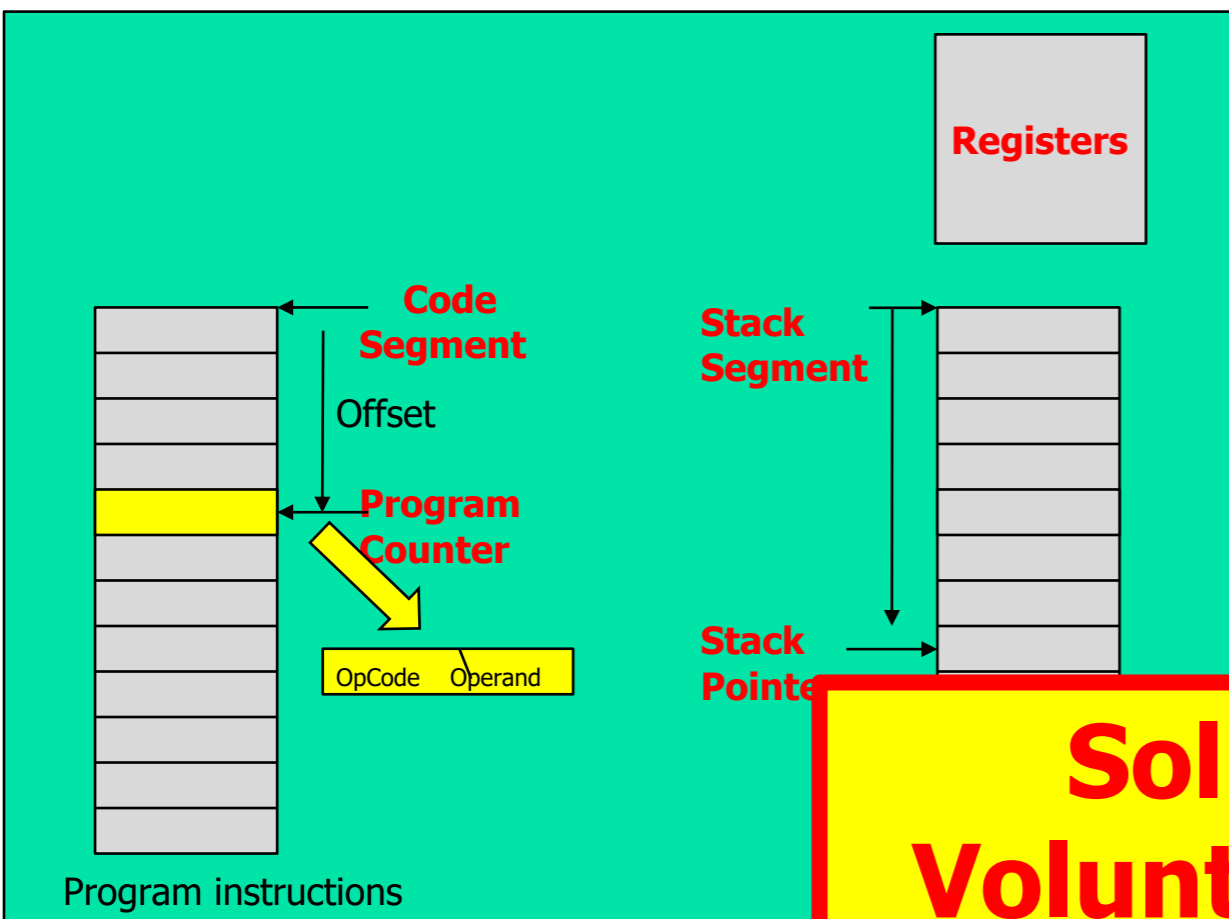 Registers
Code
Segment
Offset
Program
Counter
OpCode Operand
Program instructions
Stack
Segment
Stack